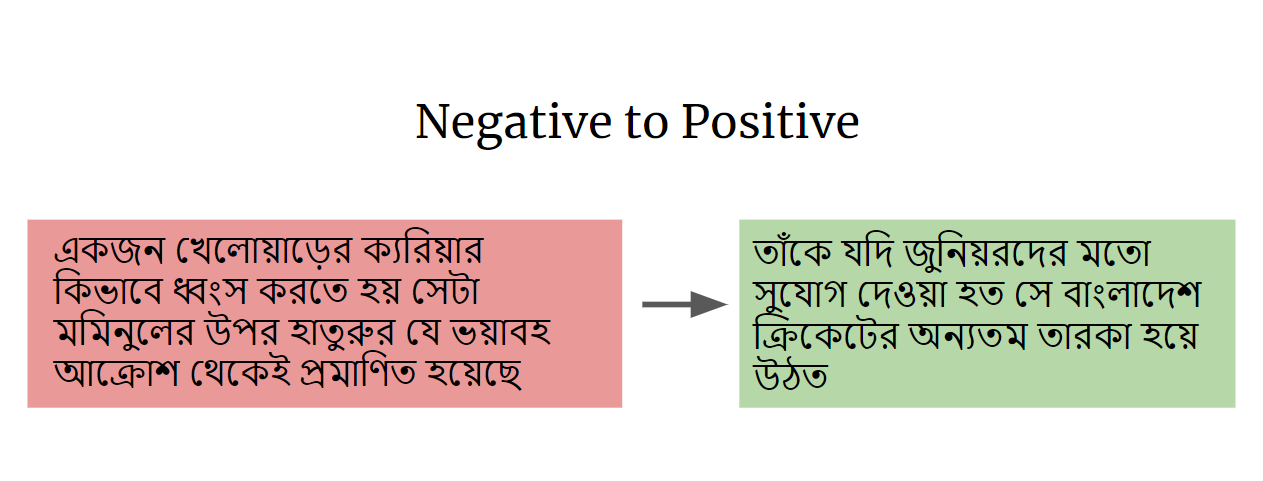 Negative to Positive
একজন খেলোয়াড়ের ক্যরিয়ার
কিভাবে ধ্বংস করতে হয় সেটা
মমিনুলের উপর হাতুরুর যে ভয়াবহ
আক্রোশ থেকেই প্রমাণিত হয়েছে
তাঁকে যদি জুনিয়রদের মতো
সুযোগ দেওয়া হত সে বাংলাদেশ
ক্রিকেটের অন্যতম তারকা হয়ে
উঠত